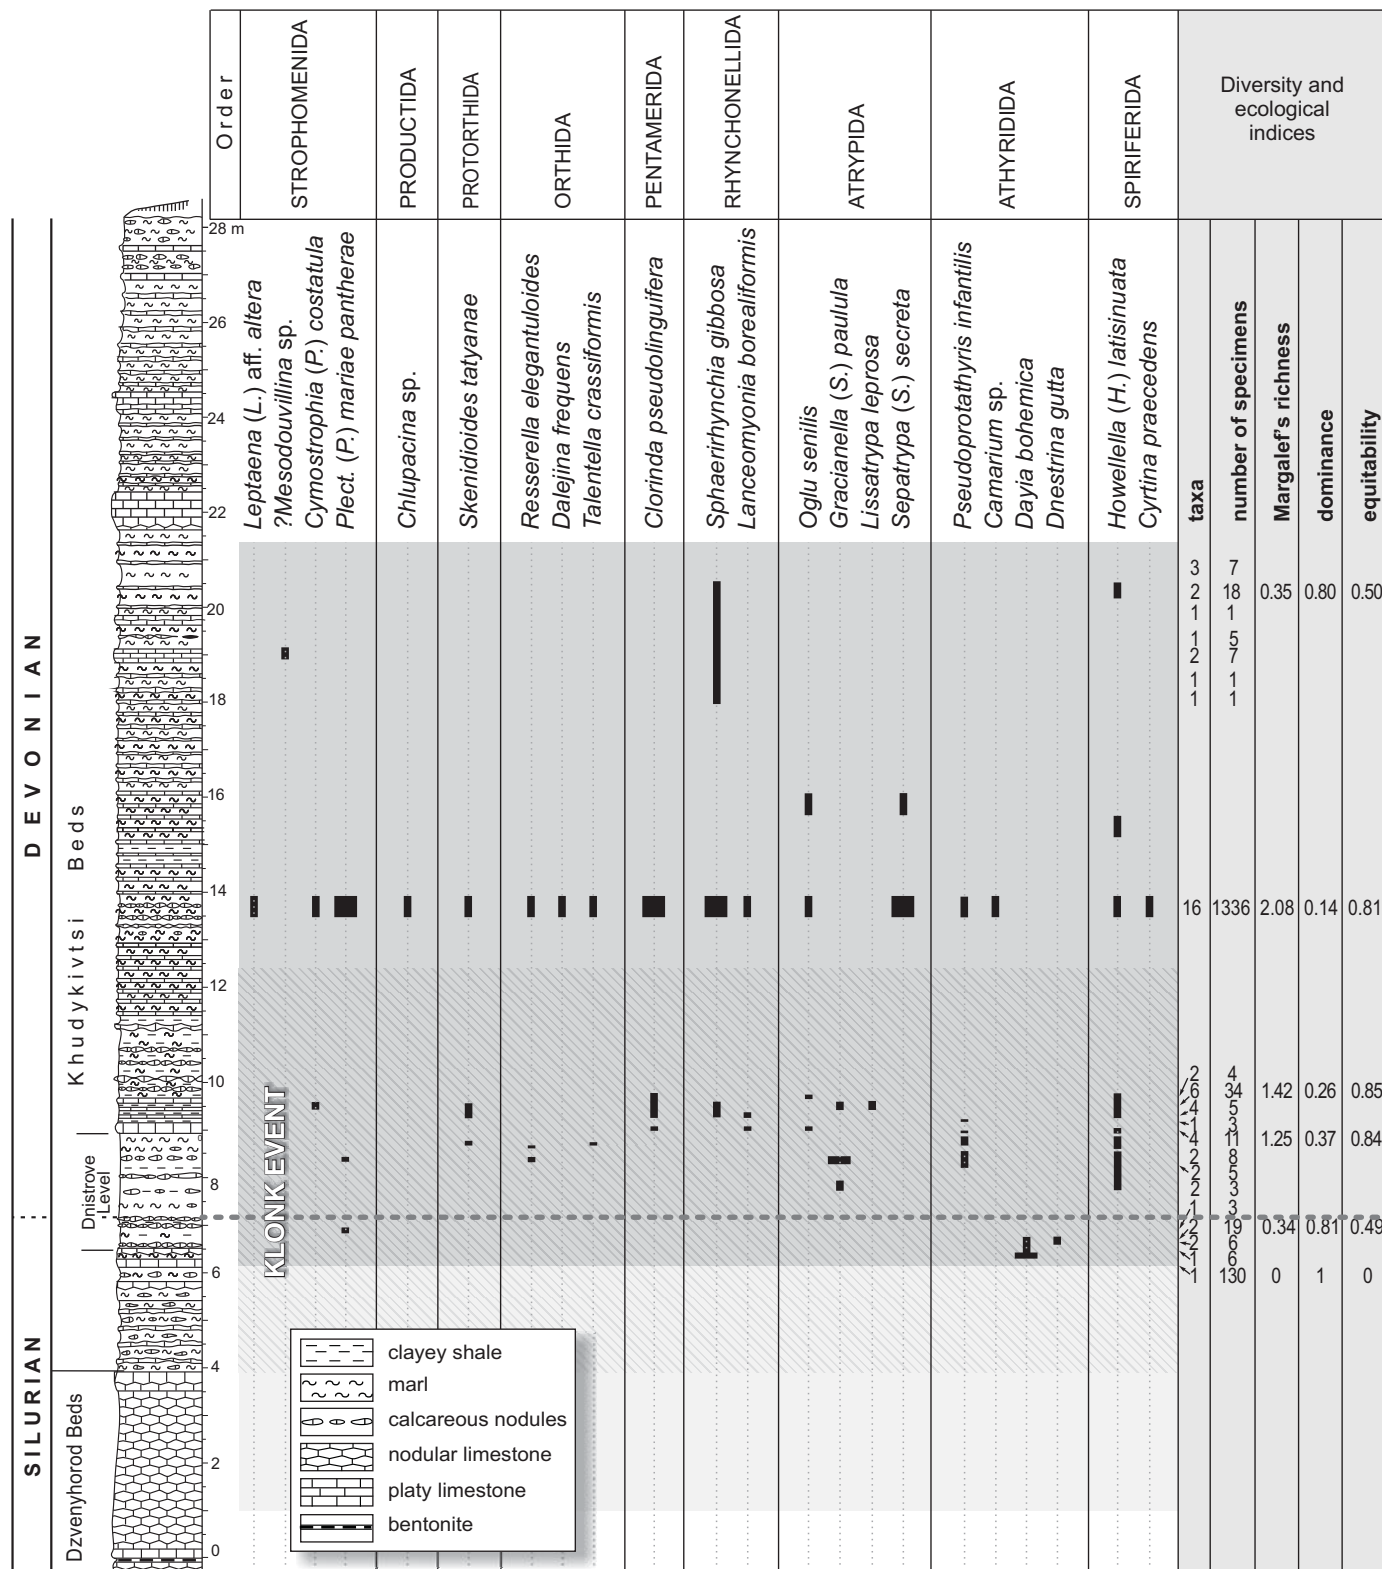 Order
STROPHOMENIDA
PRODUCTIDA
PROTORTHIDA
ORTHIDA
PENTAMERIDA
RHYNCHONELLIDA
ATRYPIDA
ATHYRIDIDA
SPIRIFERIDA
Diversity and
ecological
indices
Leptaena (L.) aff. altera
?Mesodouvillina sp.
Cymostrophia (P.) costatula
Plect. (P.) mariae pantherae
Chlupacina sp.
Skenidioides tatyanae
Resserella elegantuloides
Dalejina frequens
Talentella crassiformis
Clorinda pseudolinguifera
Sphaerirhynchia gibbosa
Lanceomyonia borealiformis
Oglu senilis
Gracianella (S.) paulula
Lissatrypa leprosa
Septatrypa (S.) secreta
Pseudoprotathyris infantilis
Camarium sp.
Dayia bohemica
Dnestrina gutta
Howellella (H.) latisinuata
Cyrtina praecedens
taxa
number of specimens
Margalef's richness
dominance
equitability
28 m
26
24
22
20
18
16
14
12
10
8
6
4
2
0
DEVONIAN
SILURIAN
Khudykivtsi Beds
Dnistrove
Level
Dzvenyhorod Beds
KLONK EVENT
3 7
2 18 0.35 0.80 0.50
1 1
1 5
2 7
1 1
1 1
16 1336 2.08 0.14 0.81
2 4
6 34 1.42 0.26 0.85
4 5
1 3
4 11 1.25 0.37 0.84
2 8
2 5
2 3
1 3
2 19 0.34 0.81 0.49
2 6
1 6
1 130 0 1 0
clayey shale
marl
calcareous nodules
nodular limestone
platy limestone
bentonite